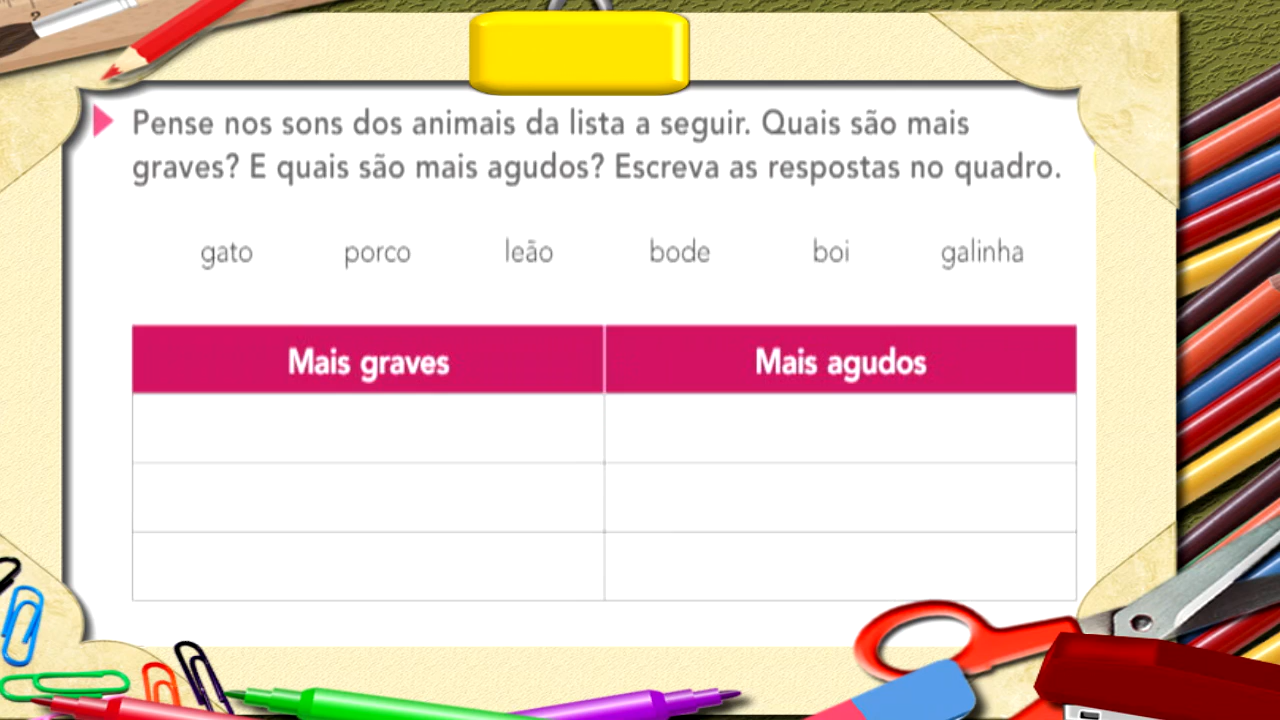 Pense nos sons dos animais da lista a seguir. Quais são mais
graves? E quais são mais agudos? Escreva as respostas no quadro.
gato porco leão bode boi galinha
Mais graves Mais agudos